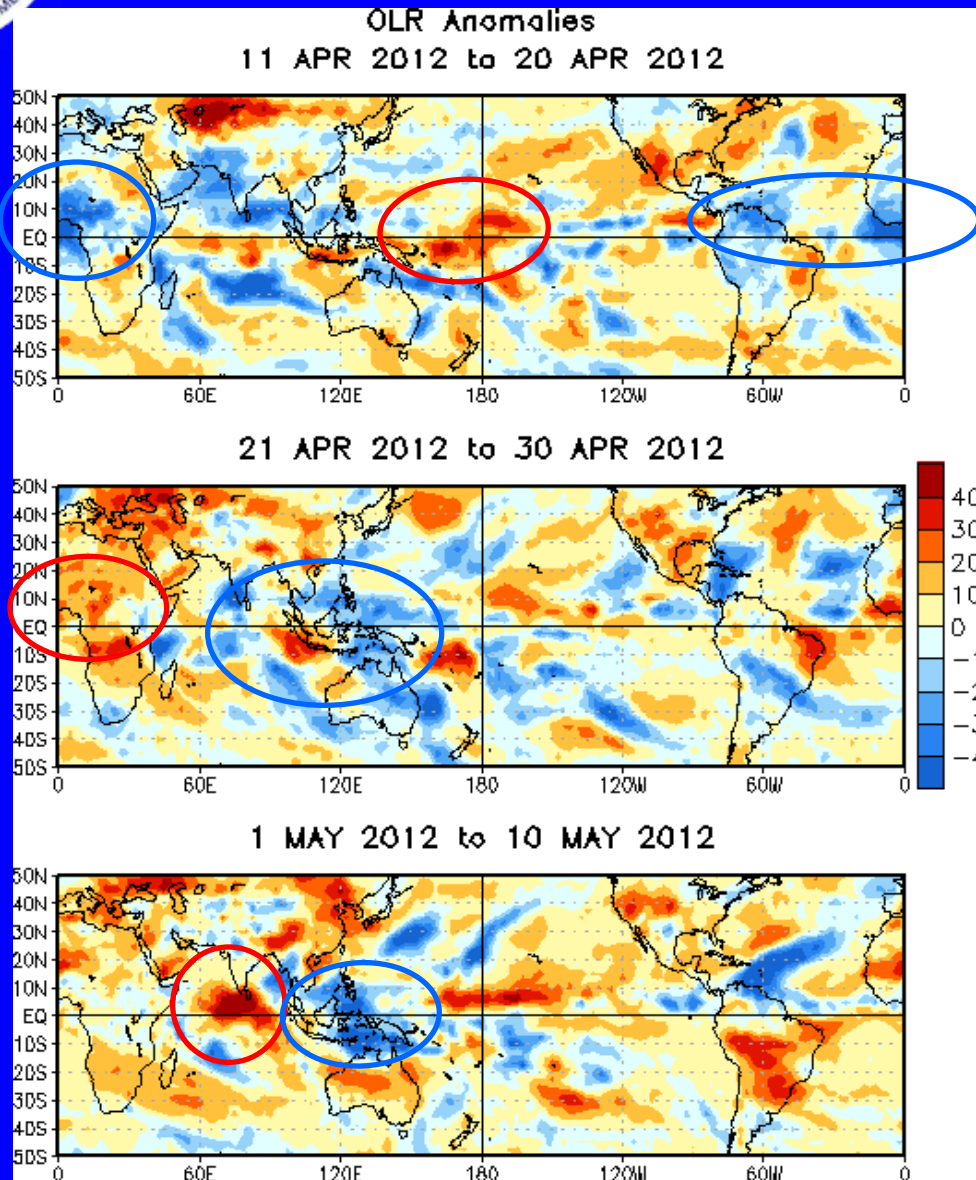 OLR Anomalies
11 APR 2012 to 20 APR 2012
50N
40N
30N
20N
10N
EQ
10S
20S
30S
40S
50S
0 60E 120E 180 120W 60W 0
21 APR 2012 to 30 APR 2012
50N
40N
30N
20N
10N
EQ
10S
20S
30S
40S
50S
0 60E 120E 180 120W 60W 0
40
30
20
10
0
1 MAY 2012 to 10 MAY 2012
50N
40N
30N
20N
10N
EQ
10S
20S
30S
40S
50S
0 60E 120E 180 120W 60W 0